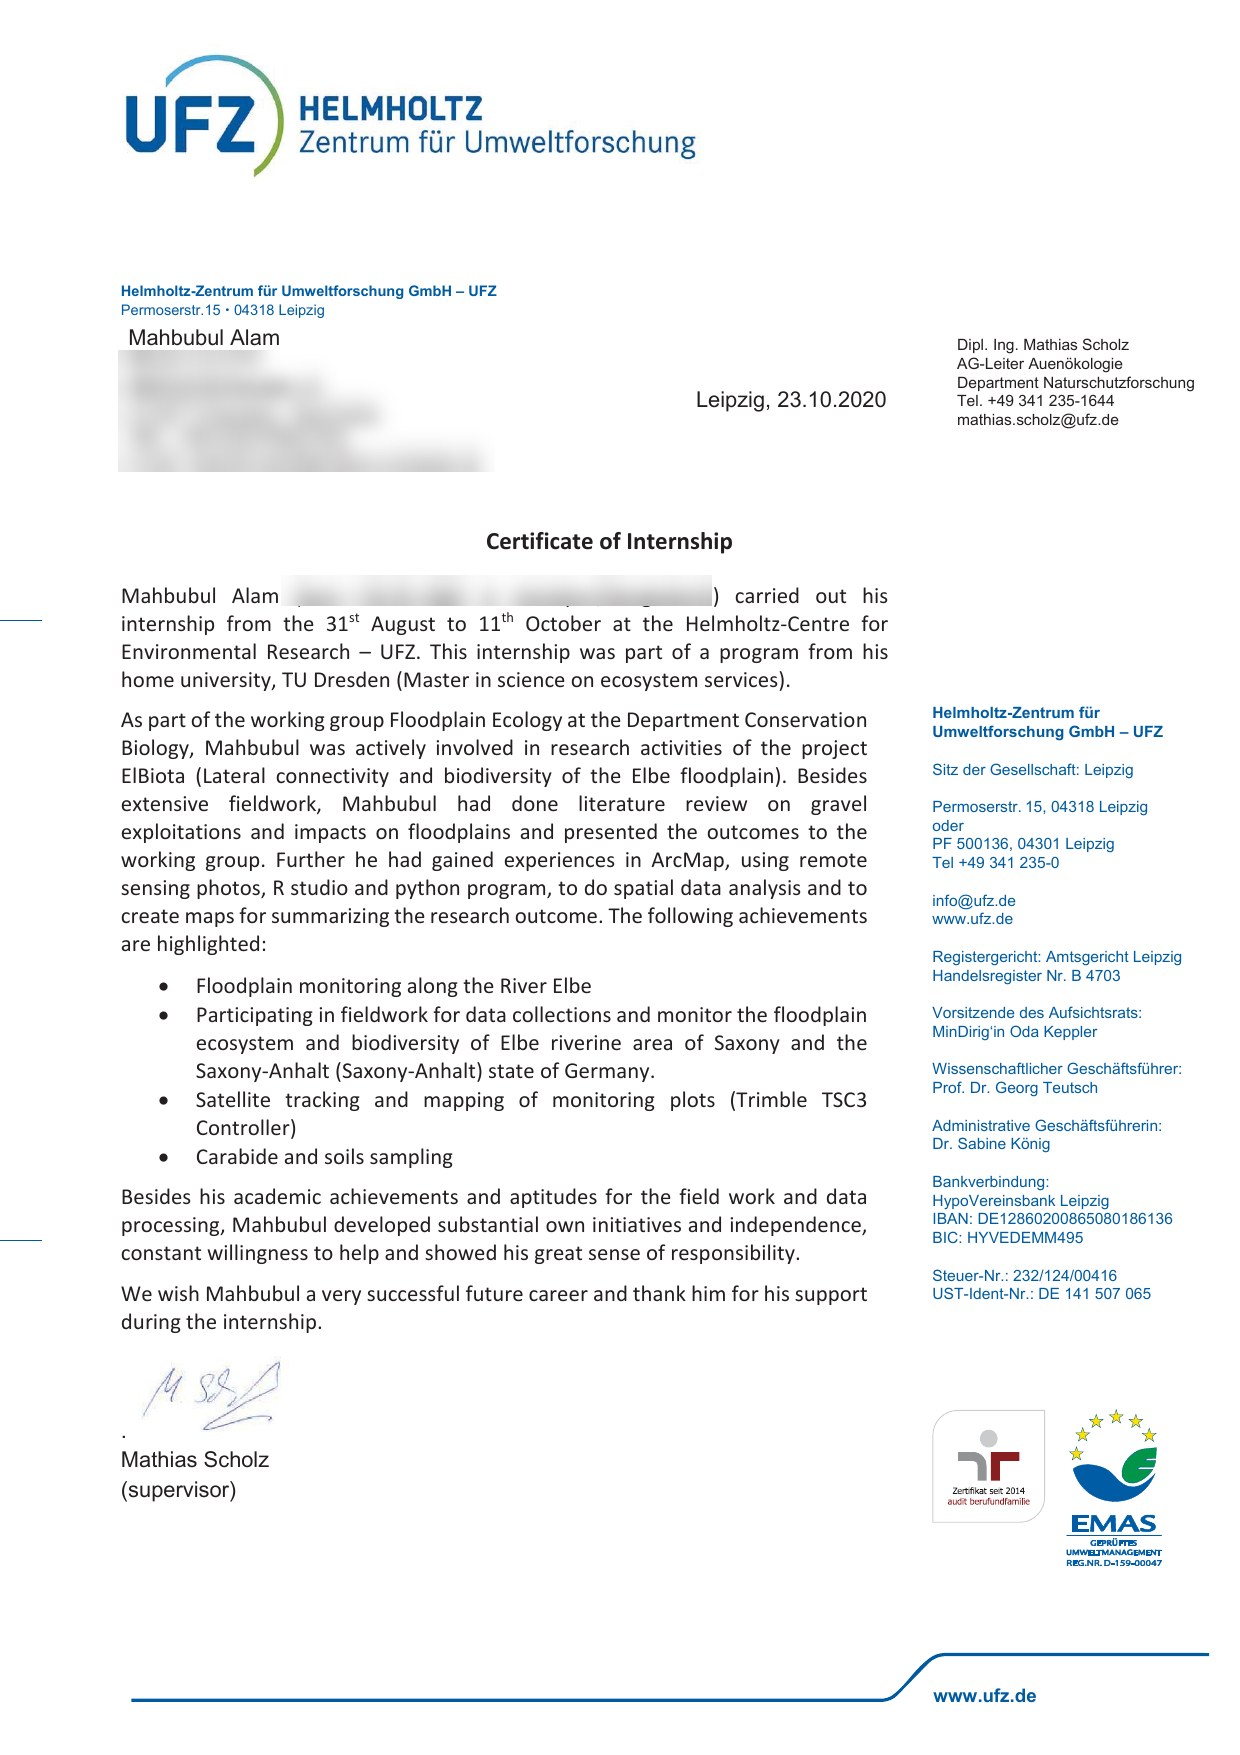 UFZ HELMHOLTZ
Zentrum für Umweltforschung
Helmholtz-Zentrum für Umweltforschung GmbH – UFZ
Permoserstr.15 • 04318 Leipzig
Mahbubul Alam
Leipzig, 23.10.2020
Dipl. Ing. Mathias Scholz
AG-Leiter Auenökologie
Department Naturschutzforschung
Tel. +49 341 235-1644
mathias.scholz@ufz.de
Certificate of Internship
Mahbubul Alam ) carried out his
internship from the 31st August to 11th October at the Helmholtz-Centre for
Environmental Research – UFZ. This internship was part of a program from his
home university, TU Dresden (Master in science on ecosystem services).
As part of the working group Floodplain Ecology at the Department Conservation
Biology, Mahbubul was actively involved in research activities of the project
ElBiota (Lateral connectivity and biodiversity of the Elbe floodplain). Besides
extensive fieldwork, Mahbubul had done literature review on gravel
exploitations and impacts on floodplains and presented the outcomes to the
working group. Further he had gained experiences in ArcMap, using remote
sensing photos, R studio and python program, to do spatial data analysis and to
create maps for summarizing the research outcome. The following achievements
are highlighted:
• Floodplain monitoring along the River Elbe
• Participating in fieldwork for data collections and monitor the floodplain
ecosystem and biodiversity of Elbe riverine area of Saxony and the
Saxony-Anhalt (Saxony-Anhalt) state of Germany.
• Satellite tracking and mapping of monitoring plots (Trimble TSC3
Controller)
• Carabide and soils sampling
Besides his academic achievements and aptitudes for the field work and data
processing, Mahbubul developed substantial own initiatives and independence,
constant willingness to help and showed his great sense of responsibility.
We wish Mahbubul a very successful future career and thank him for his support
during the internship.
M. Scholz
.
Mathias Scholz
(supervisor)
Helmholtz-Zentrum für
Umweltforschung GmbH – UFZ
Sitz der Gesellschaft: Leipzig
Permoserstr. 15, 04318 Leipzig
oder
PF 500136, 04301 Leipzig
Tel +49 341 235-0
info@ufz.de
www.ufz.de
Registergericht: Amtsgericht Leipzig
Handelsregister Nr. B 4703
Vorsitzende des Aufsichtsrats:
MinDirig‘in Oda Keppler
Wissenschaftlicher Geschäftsführer:
Prof. Dr. Georg Teutsch
Administrative Geschäftsführerin:
Dr. Sabine König
Bankverbindung:
HypoVereinsbank Leipzig
IBAN: DE12860200865080186136
BIC: HYVEDEMM495
Steuer-Nr.: 232/124/00416
UST-Ident-Nr.: DE 141 507 065
Zertifikat seit 2014
audit berufundfamilie
EMAS
GEPRÜFTES
UMWELTMANAGEMENT
REG.NR. D-159-00047
www.ufz.de